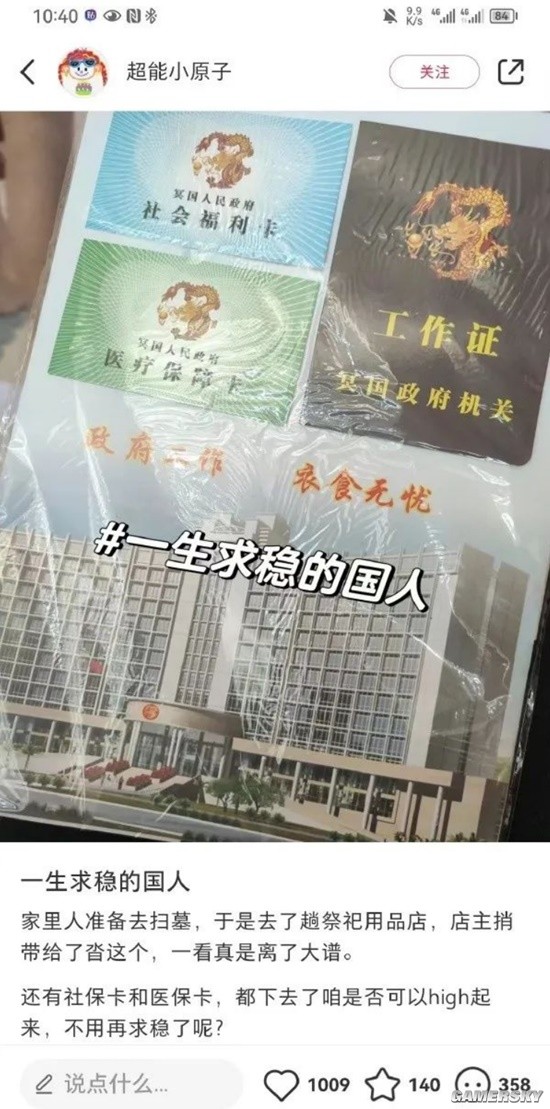 10:40
9.9
K/s
4G
4G
84
超能小原子
关注
冥国人民政府
社会福利卡
冥国人民政府
医疗保障卡
工作证
冥国政府机关
政府工作
衣食无忧
#一生求稳的国人
一生求稳的国人
家里人准备去扫墓，于是去了趟祭祀用品店，店主捎
带给了沓这个，一看真是离了大谱。
还有社保卡和医保卡，都下去了咱是否可以high起
来，不用再求稳了呢？
说点什么...
1009
140
358
GAMERSKY